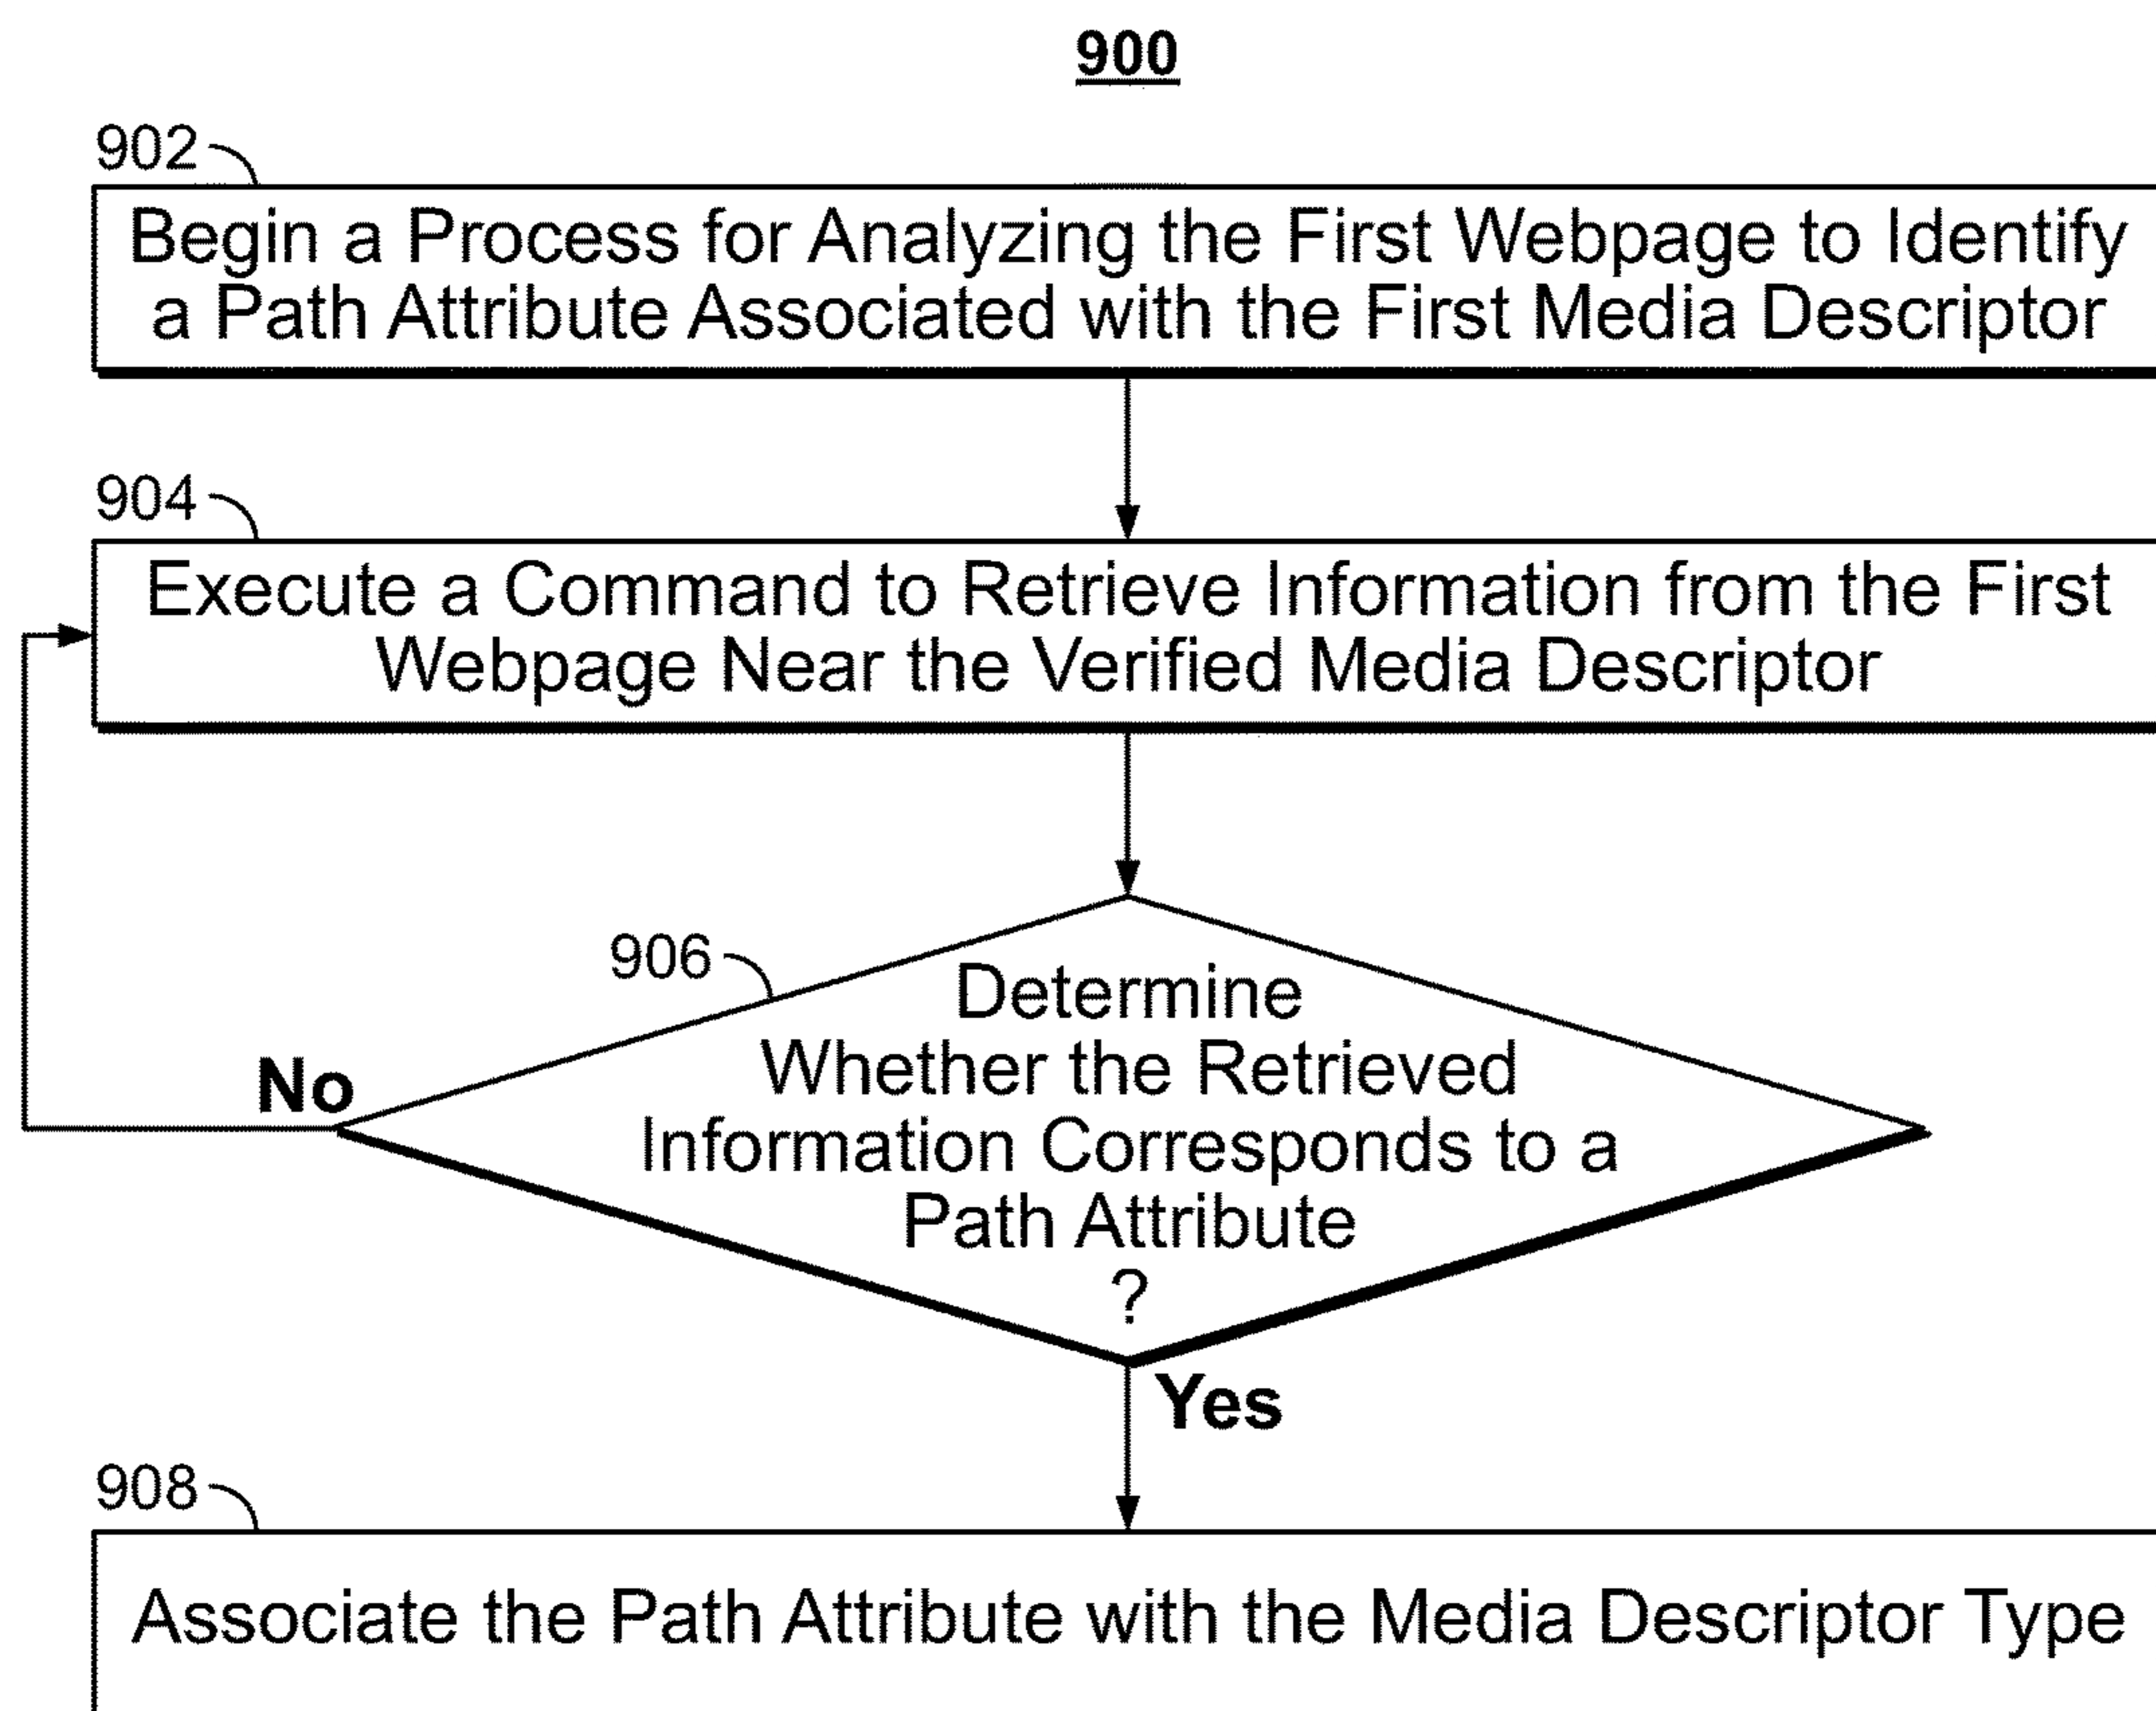 900
902
Begin a Process for Analyzing the First Webpage to Identify
a Path Attribute Associated with the First Media Descriptor
904
Execute a Command to Retrieve Information from the First
Webpage Near the Verified Media Descriptor
906
Determine
Whether the Retrieved
Information Corresponds to a
Path Attribute
?
No
Yes
908
Associate the Path Attribute with the Media Descriptor Type